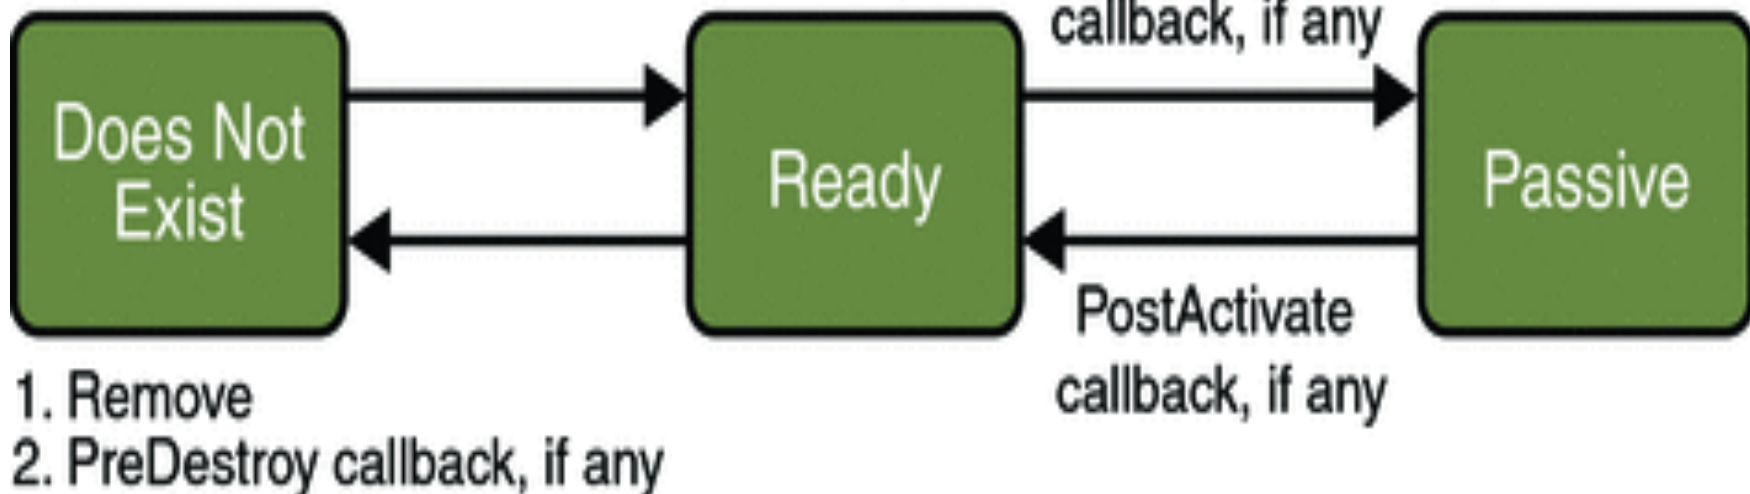 callback, if any
Does Not
Exist
Ready
Passive
PostActivate
callback, if any
1. Remove
2. PreDestroy callback, if any